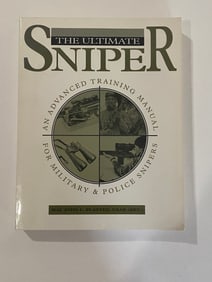 THE ULTIMATE
SNIPER
AN ADVANCED TRAINING MANUAL
FOR MILITARY & POLICE SNIPERS